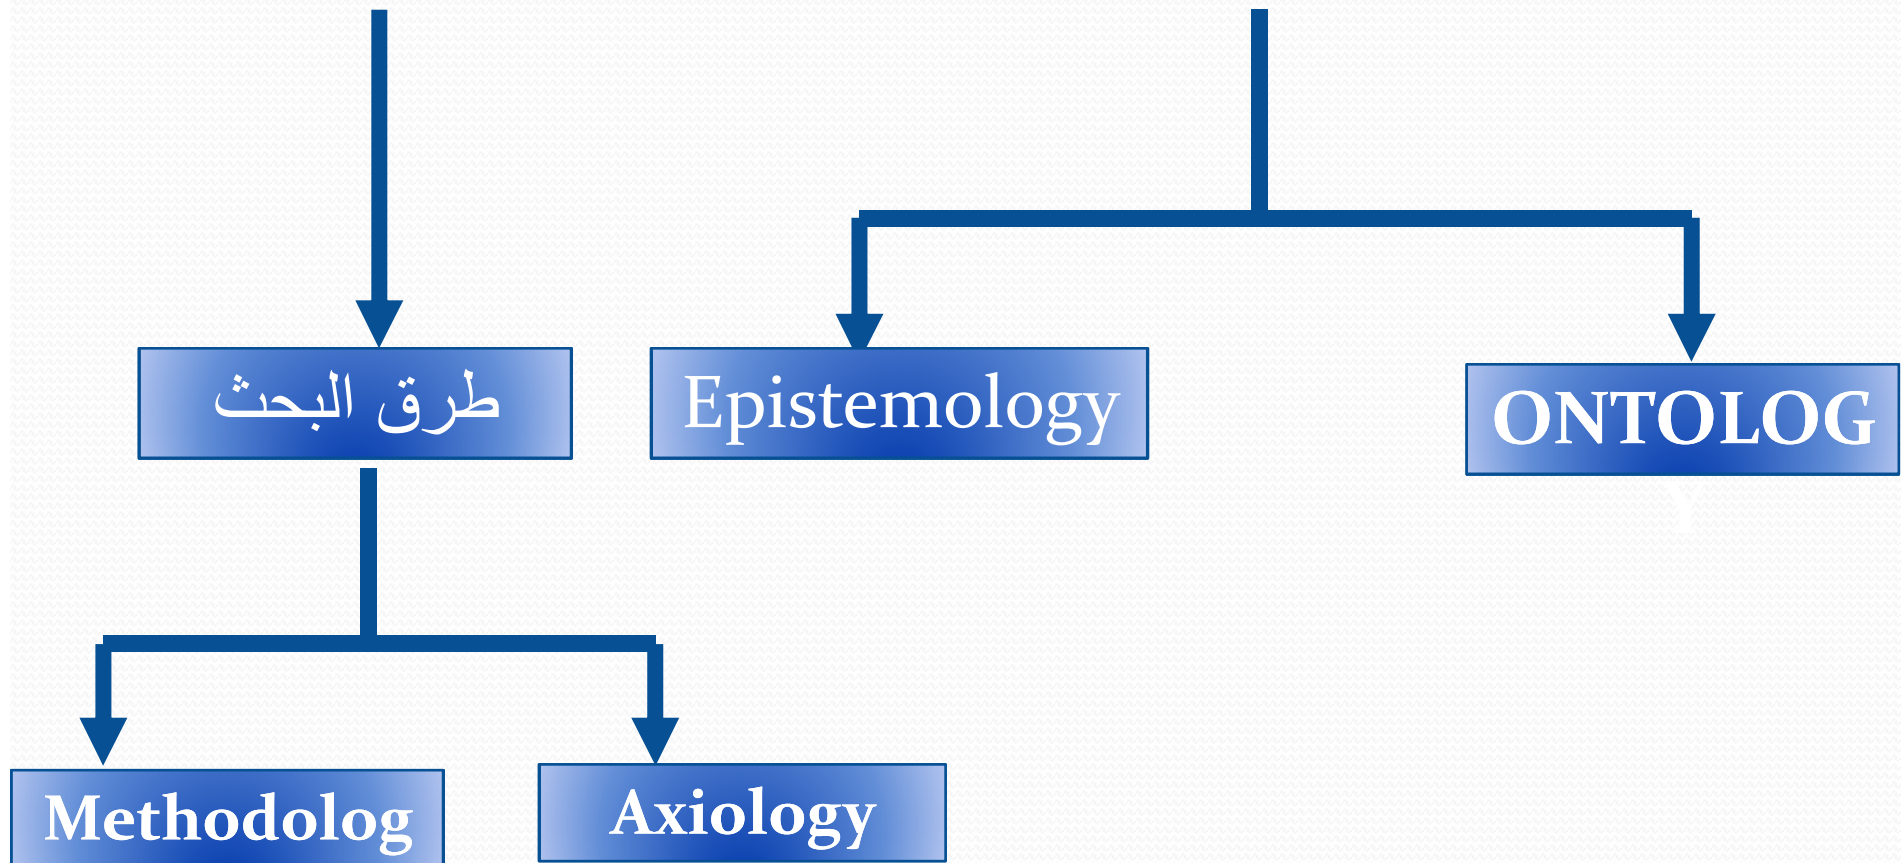 طرق البحث
Epistemology
ONTOLOG
Y
Methodolog
Axiology